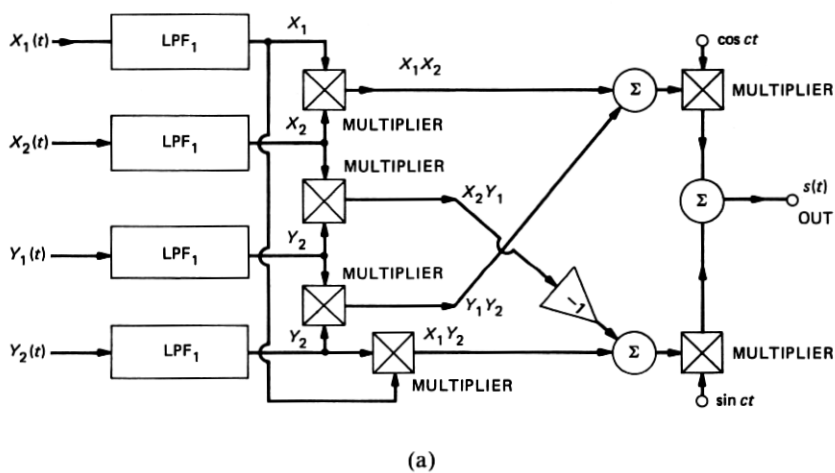 X1(t)
LPF1
X1
X1X2
Σ
cos ct
MULTIPLIER
MULTIPLIER
X2(t)
LPF1
X2
MULTIPLIER
X2Y1
Σ
s(t)
OUT
Y1(t)
LPF1
Y2
MULTIPLIER
Y1Y2
-1
Y2(t)
LPF1
Y2
X1Y2
MULTIPLIER
Σ
MULTIPLIER
sin ct
(a)